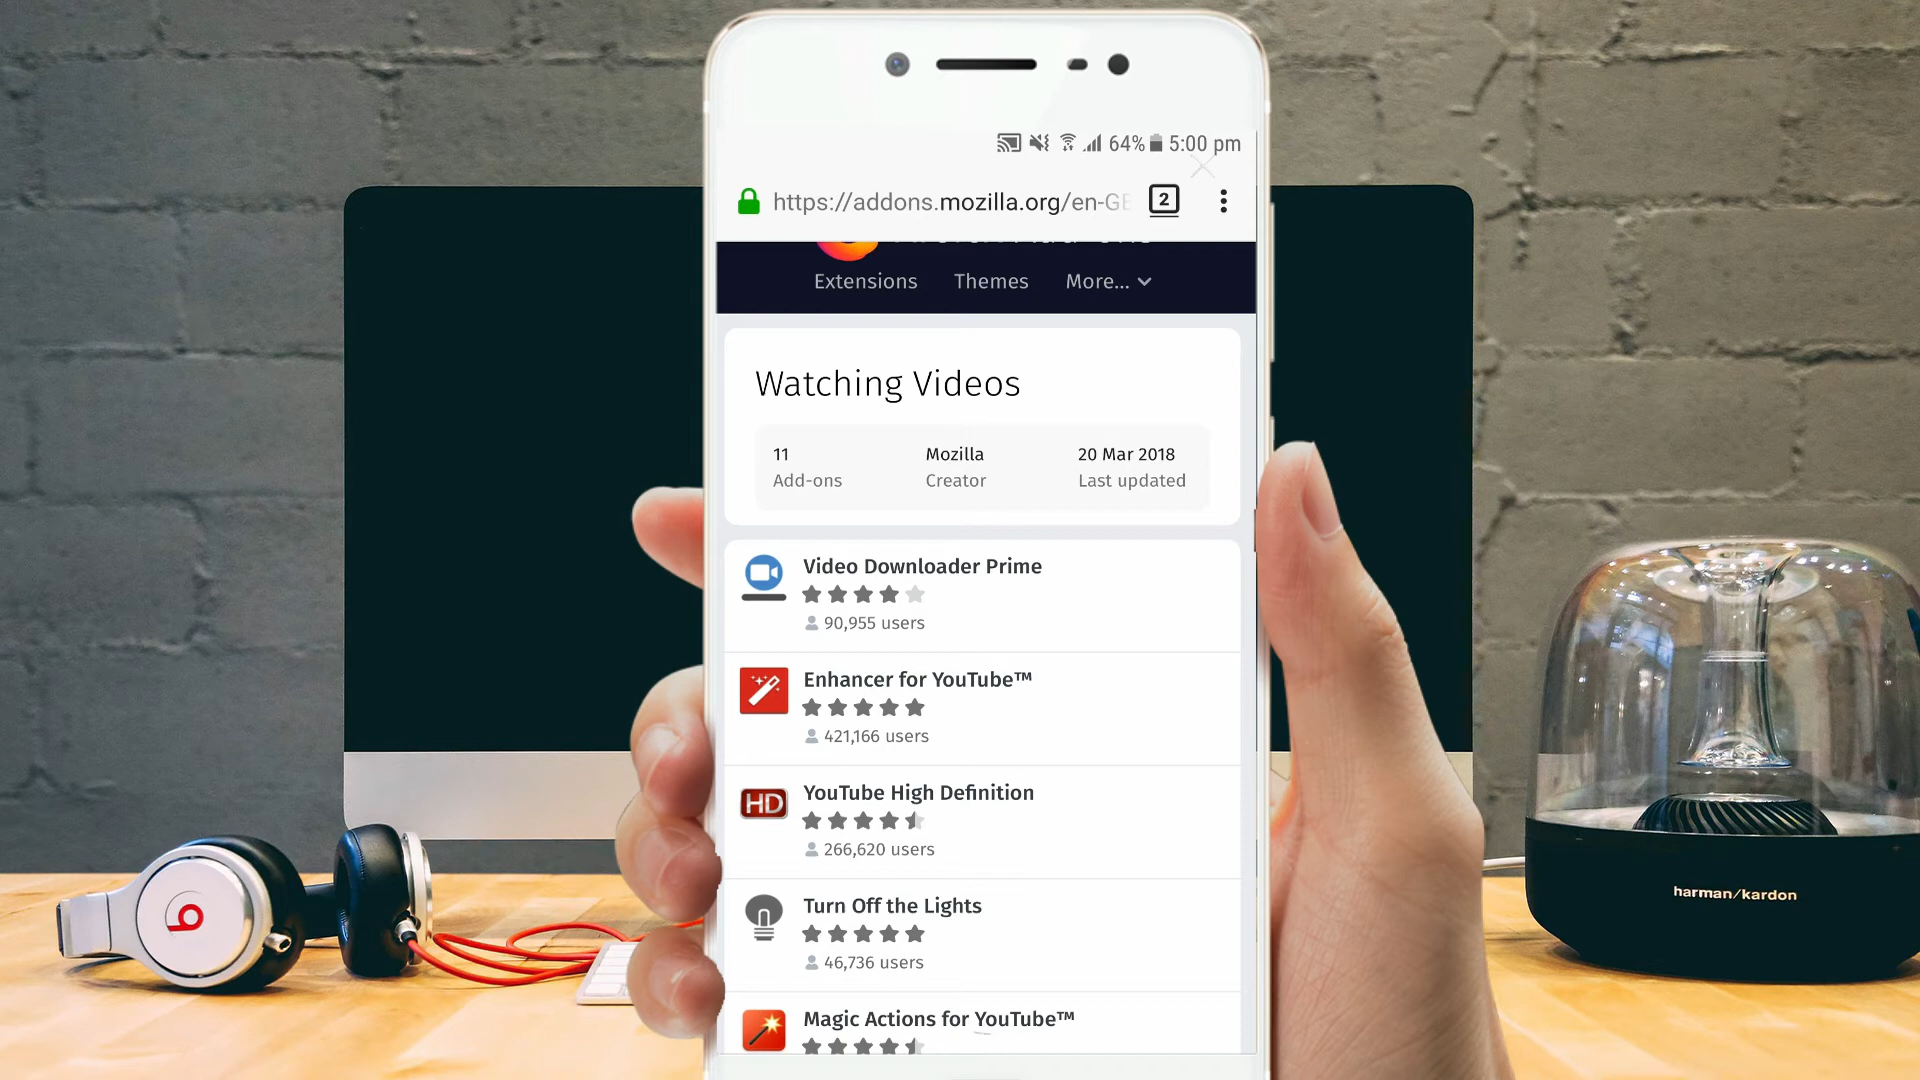 64% 5:00 pm
https://addons.mozilla.org/en-GB
2
Extensions Themes More...
Watching Videos
11 Mozilla 20 Mar 2018
Add-ons Creator Last updated
Video Downloader Prime
90,955 users
Enhancer for YouTube™
421,166 users
HD
YouTube High Definition
266,620 users
Turn Off the Lights
46,736 users
Magic Actions for YouTube™
b
harman/kardon